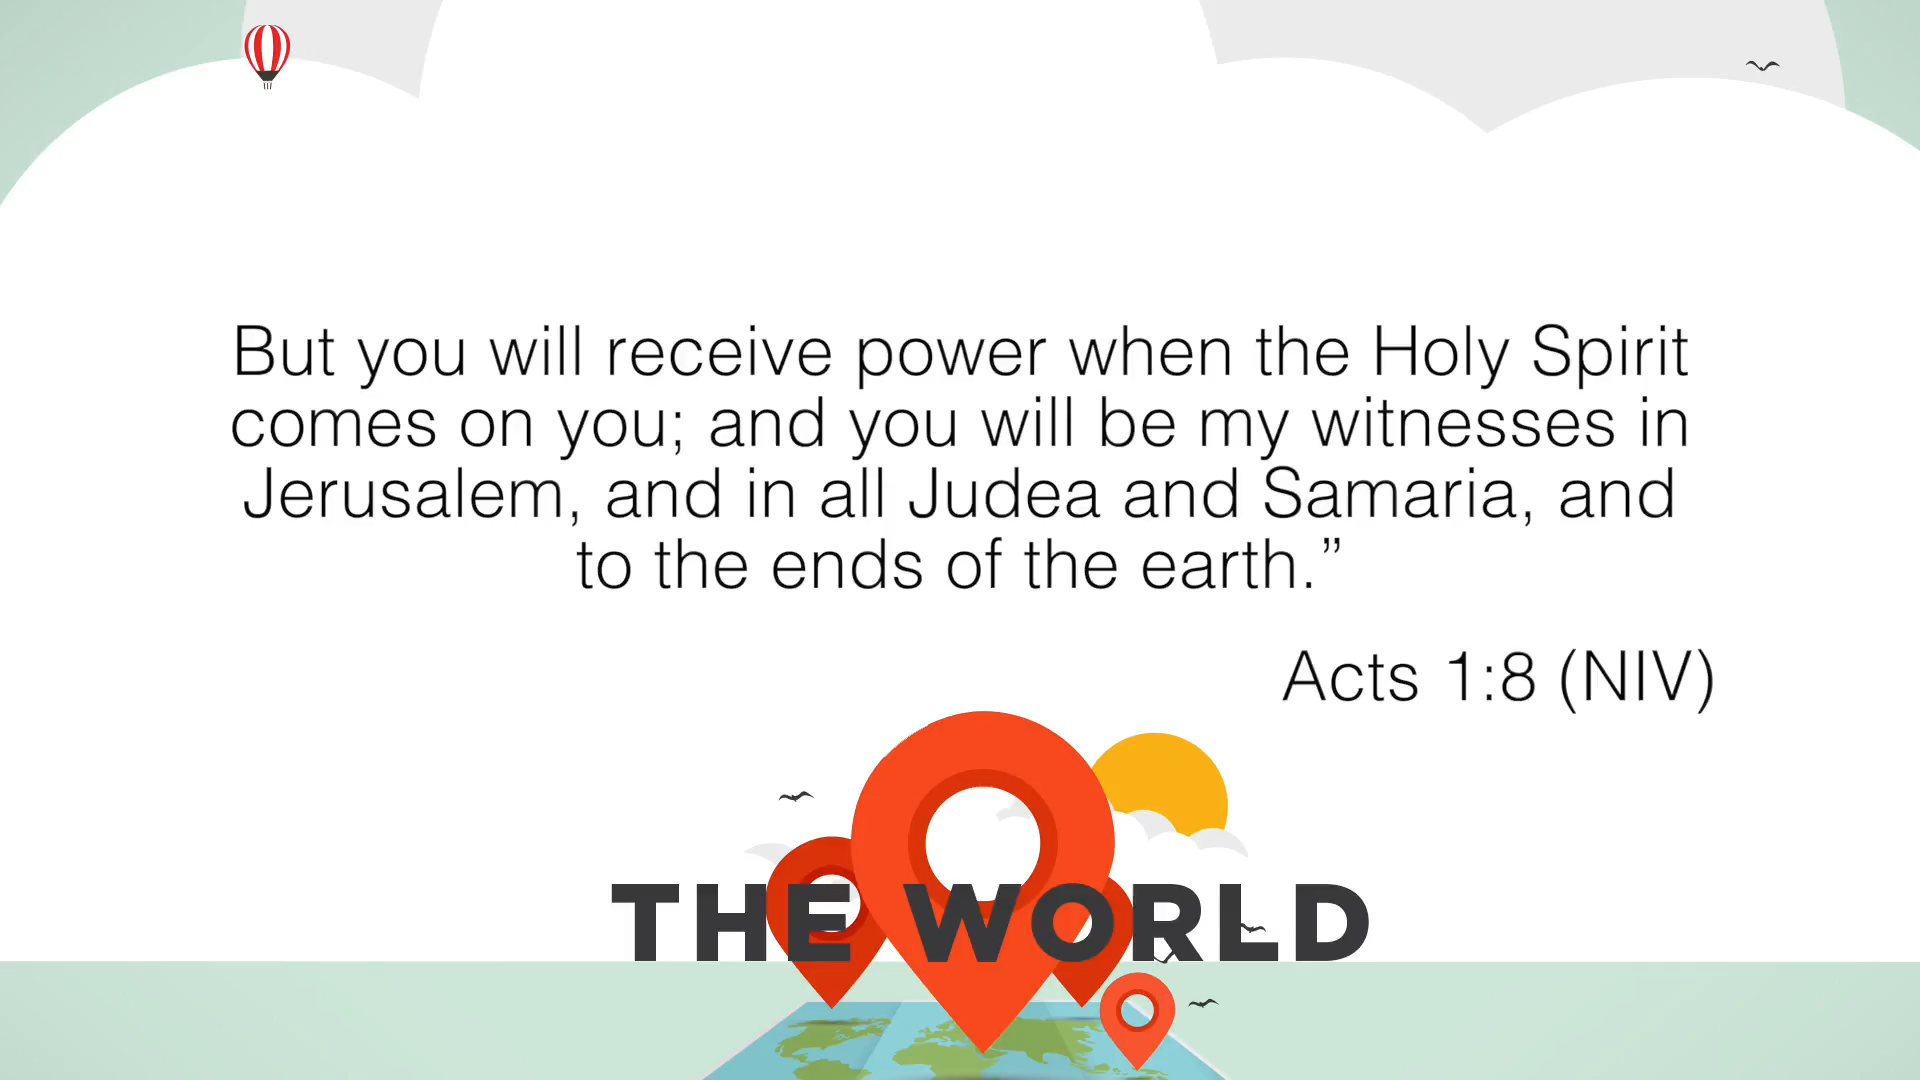 But you will receive power when the Holy Spirit
comes on you; and you will be my witnesses in
Jerusalem, and in all Judea and Samaria, and
to the ends of the earth.”
Acts 1:8 (NIV)
THE WORLD